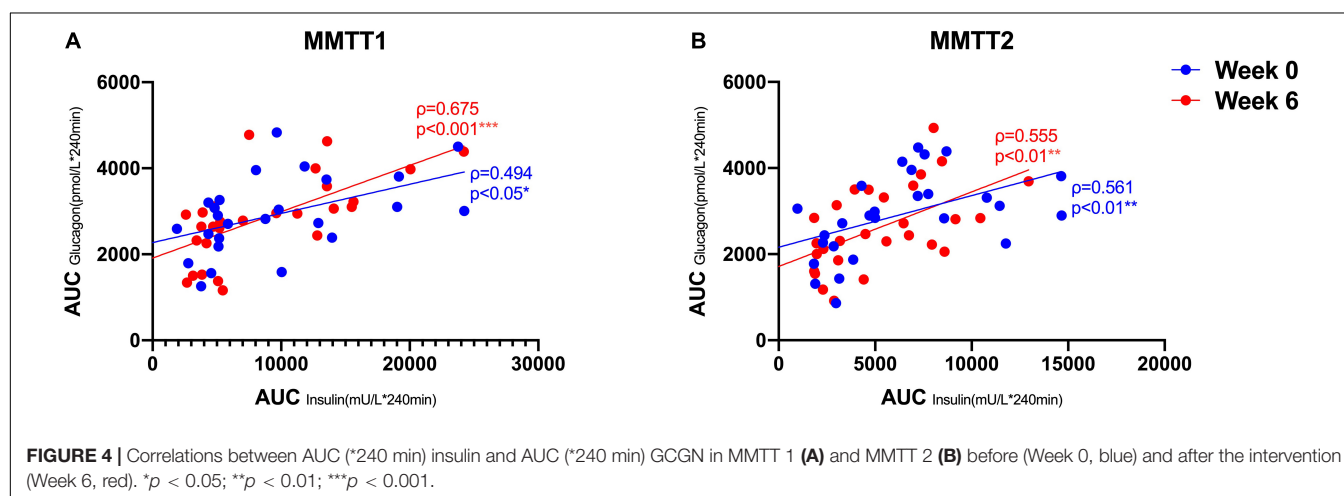 A
MMTT1
6000
4000
2000
0
AUC Glucagon(pmol/L *240min)
ρ=0.675
p<0.001***
ρ=0.494
p<0.05*
0 10000 20000 30000
AUC Insulin(mU/L*240min)
B
MMTT2
6000
4000
2000
0
AUC Glucagon(pmol/L *240min)
ρ=0.555
p<0.01**
ρ=0.561
p<0.01**
0 5000 10000 15000 20000
AUC Insulin(mU/L*240min)
Week 0
Week 6
FIGURE 4 | Correlations between AUC (*240 min) insulin and AUC (*240 min) GCGN in MMTT 1 (A) and MMTT 2 (B) before (Week 0, blue) and after the intervention
(Week 6, red). *p < 0.05; **p < 0.01; ***p < 0.001.